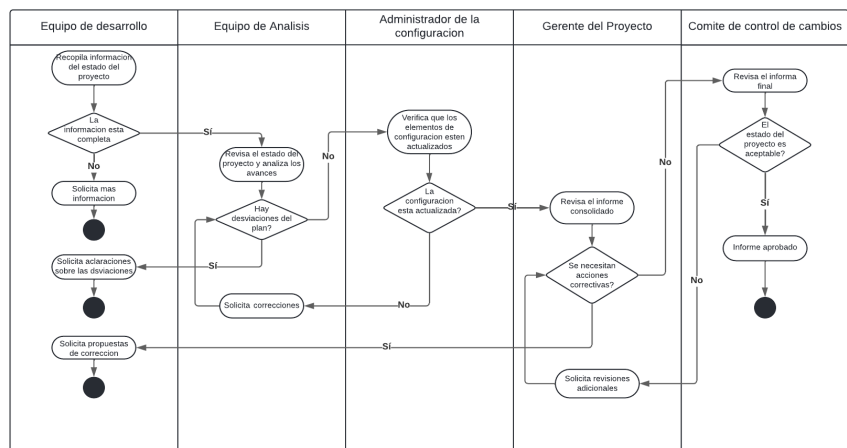 Equipo de desarrollo
Equipo de Analisis
Administrador de la
configuracion
Gerente del Proyecto
Comite de control de cambios
Recopila informacion
del estado del
proyecto
La
informacion esta
completa
Sí
No
Solicita mas
informacion
Solicita aclaraciones
sobre las dsviaciones
Solicita propuestas
de correccion
Revisa el estado del
proyecto y analiza los
avances
Hay
desviaciones del
plan?
No
Sí
Solicita correcciones
Verifica que los
elementos de
configuracion esten
actualizados
La
configuracion
esta actualizada?
Sí
No
Revisa el informe
consolidado
Se necesitan
acciones
correctivas?
No
Sí
Solicita revisiones
adicionales
Revisa el informa
final
El
estado del
proyecto es
aceptable?
Sí
No
Informe aprobado